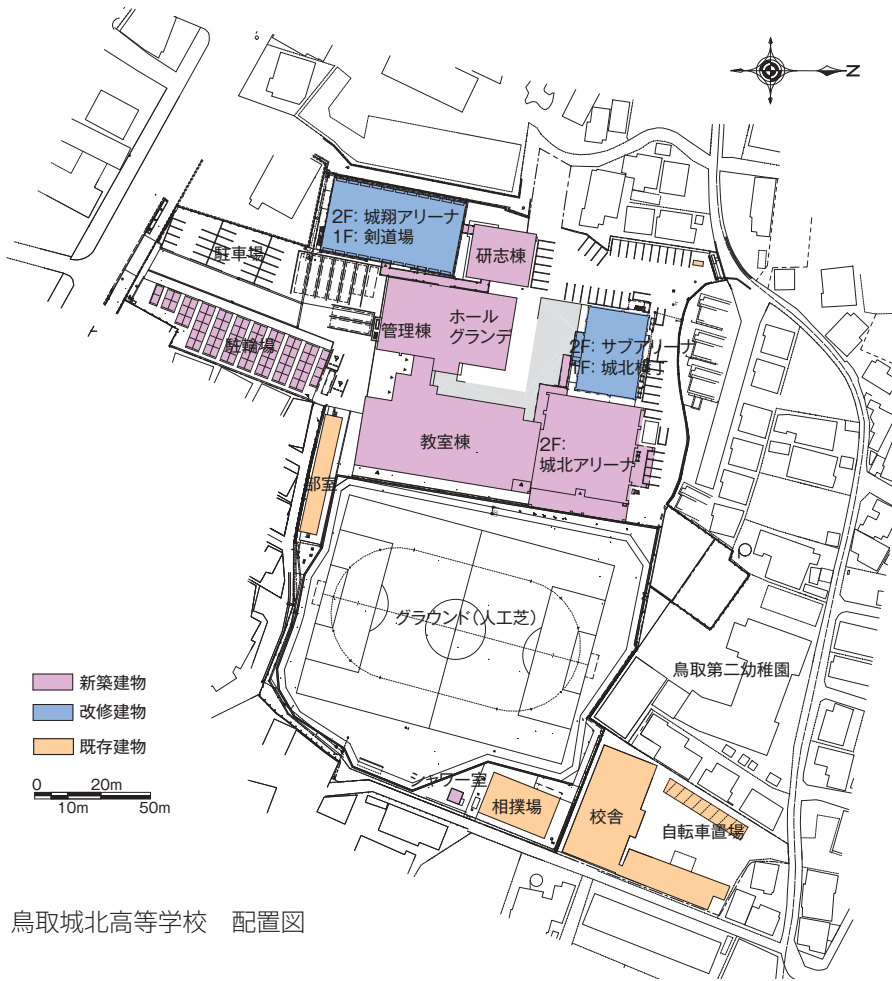 N
2F: 城翔アリーナ
1F: 剣道場
研志棟
駐車場
ホール
グランデ
管理棟
駐輪場
2F: サブアリーナ
1F: 城北横丁
教室棟
2F:
城北アリーナ
部室
グラウンド(人工芝)
鳥取第二幼稚園
新築建物
改修建物
既存建物
0 20m
10m 50m
シャワー室
相撲場
校舎
自転車置場
鳥取城北高等学校 配置図